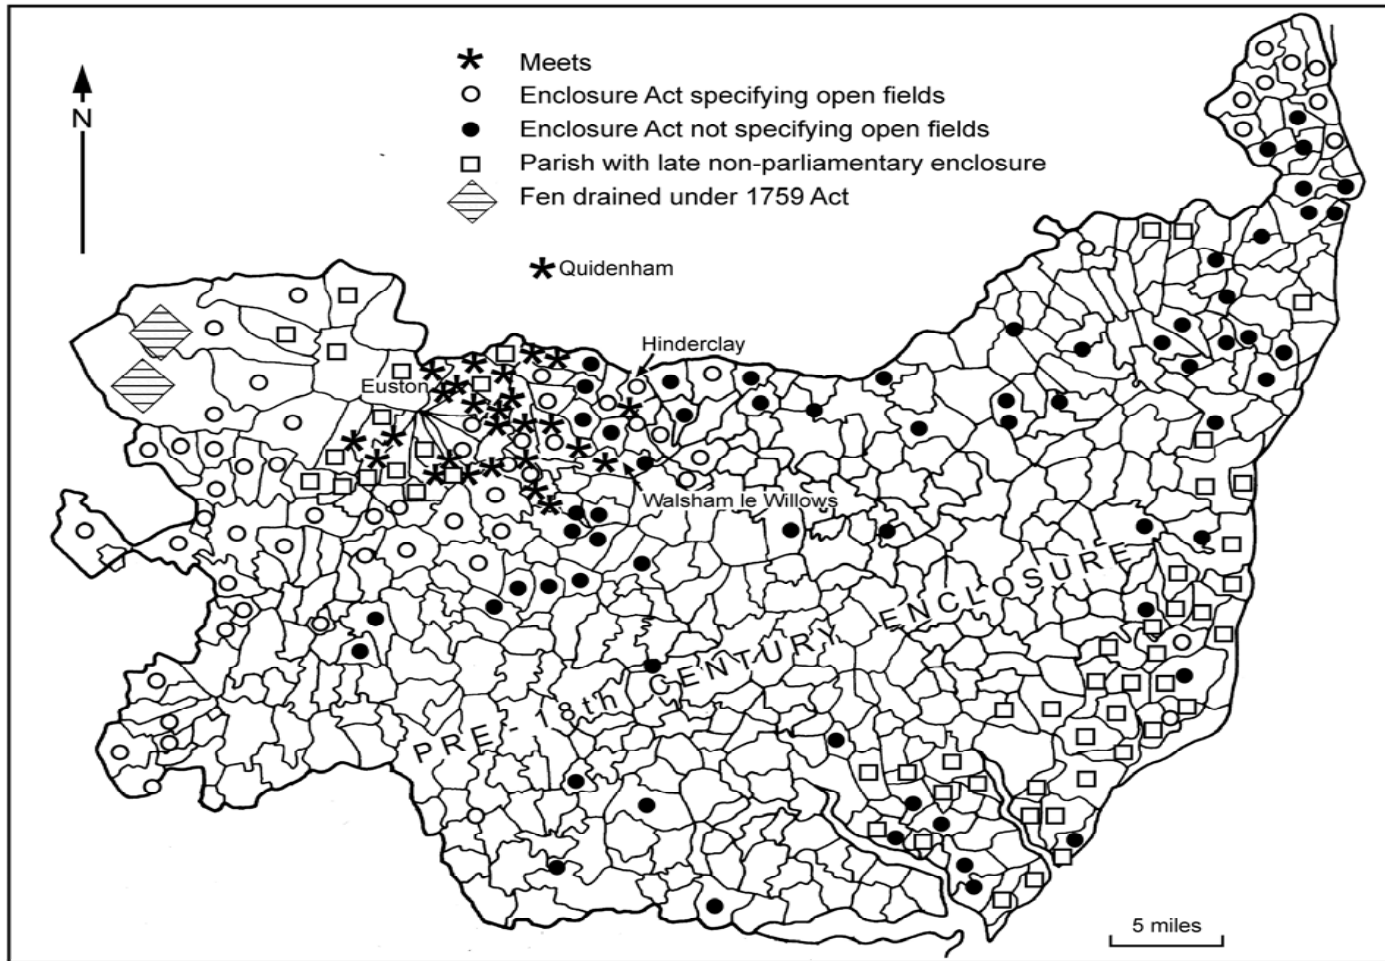 Meets
Enclosure Act specifying open fields
N
Enclosure Act not specifying open fields
Parish with late non-parliamentary enclosure
Fen drained under 1759 Act
Quidenham
Hinderclay
Euston
Walsham le Willows
PRE-18th CENTURY ENCLOSURE
5 miles